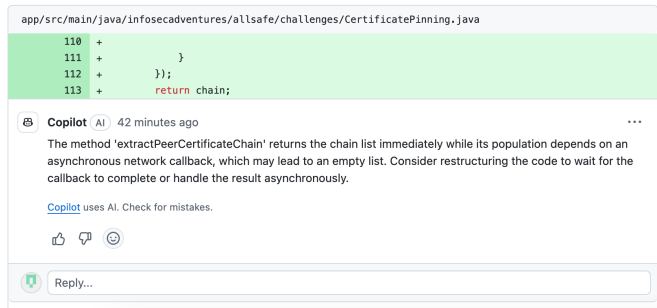 app/src/main/java/infosecadventures/allsafe/challenges/CertificatePinning.java
110 +
111 + }
112 + });
113 + return chain;
Copilot AI 42 minutes ago ...
The method 'extractPeerCertificateChain' returns the chain list immediately while its population depends on an
asynchronous network callback, which may lead to an empty list. Consider restructuring the code to wait for the
callback to complete or handle the result asynchronously.
Copilot uses AI. Check for mistakes.
Reply...